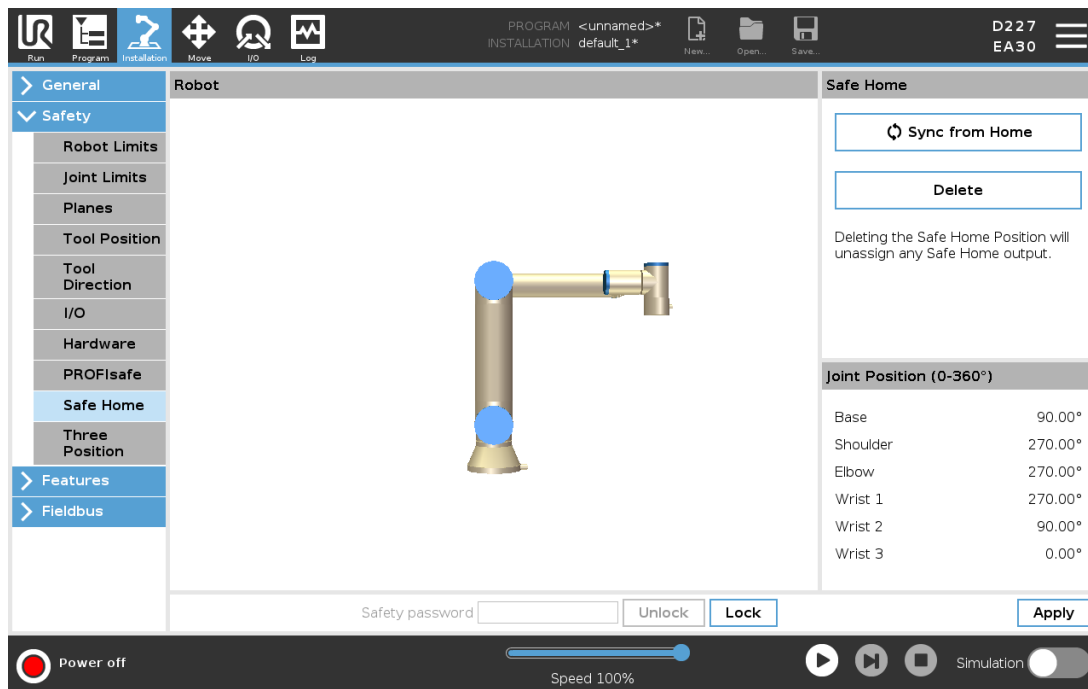 Run
Program
Installation
Move
I/O
Log
PROGRAM <unnamed>*
INSTALLATION default_1*
New...
Open...
Save...
D227
EA30
General
Safety
Robot Limits
Joint Limits
Planes
Tool Position
Tool
Direction
I/O
Hardware
PROFIsafe
Safe Home
Three
Position
Features
Fieldbus
Robot
Safe Home
Sync from Home
Delete
Deleting the Safe Home Position will
unassign any Safe Home output.
Joint Position (0-360°)
Base 90.00°
Shoulder 270.00°
Elbow 270.00°
Wrist 1 270.00°
Wrist 2 90.00°
Wrist 3 0.00°
Safety password
Unlock
Lock
Apply
Power off
Speed 100%
Simulation